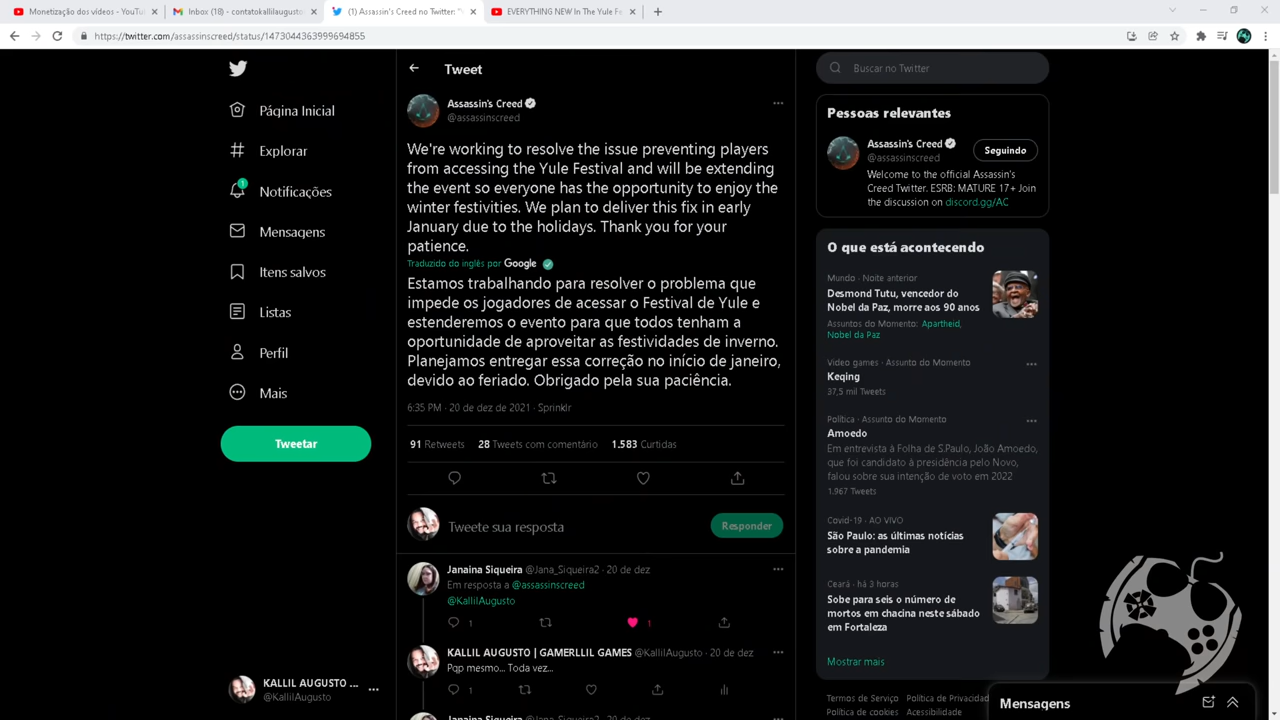 Monetização dos vídeos - YouTu
Inbox (18) - contatokallilaugusto
(1) Assassin's Creed no Twitter: "
EVERYTHING NEW In The Yule Fe
https://twitter.com/assassinscreed/status/1473044363999694855
Página Inicial
Explorar
1
Notificações
Mensagens
Itens salvos
Listas
Perfil
Mais
Tweetar
KALLIL AUGUSTO ...
@KallilAugusto
Tweet
Assassin's Creed
@assassinscreed
We're working to resolve the issue preventing players
from accessing the Yule Festival and will be extending
the event so everyone has the opportunity to enjoy the
winter festivities. We plan to deliver this fix in early
January due to the holidays. Thank you for your
patience.
Traduzido do inglês por Google
Estamos trabalhando para resolver o problema que
impede os jogadores de acessar o Festival de Yule e
estenderemos o evento para que todos tenham a
oportunidade de aproveitar as festividades de inverno.
Planejamos entregar essa correção no início de janeiro,
devido ao feriado. Obrigado pela sua paciência.
6:35 PM · 20 de dez de 2021 · Sprinklr
91 Retweets 28 Tweets com comentário 1.583 Curtidas
Tweete sua resposta
Responder
Janaina Siqueira @Jana_Siqueira2 · 20 de dez
Em resposta a @assassinscreed
@KallilAugusto
1 1
KALLIL AUGUSTO | GAMERLLIL GAMES @KallilAugusto · 20 de dez
Pqp mesmo... Toda vez...
1
Janaina Siqueira @Jana_Siqueira2 · 20 de dez
Buscar no Twitter
Pessoas relevantes
Assassin's Creed
@assassinscreed
Seguindo
Welcome to the official Assassin's
Creed Twitter. ESRB: MATURE 17+ Join
the discussion on discord.gg/AC
O que está acontecendo
Mundo · Noite anterior
Desmond Tutu, vencedor do
Nobel da Paz, morre aos 90 anos
Assuntos do Momento: Apartheid,
Nobel da Paz
Video games · Assunto do Momento
Keqing
37,5 mil Tweets
Política · Assunto do Momento
Amoedo
Em entrevista à Folha de S.Paulo, João Amoedo,
que foi candidato à presidência pelo Novo,
falou sobre sua intenção de voto em 2022
1.967 Tweets
Covid-19 · AO VIVO
São Paulo: as últimas notícias
sobre a pandemia
Ceará · há 3 horas
Sobe para seis o número de
mortos em chacina neste sábado
em Fortaleza
Mostrar mais
Termos de Serviço Política de Privacidad
Política de cookies Acessibilidade
Mensagens